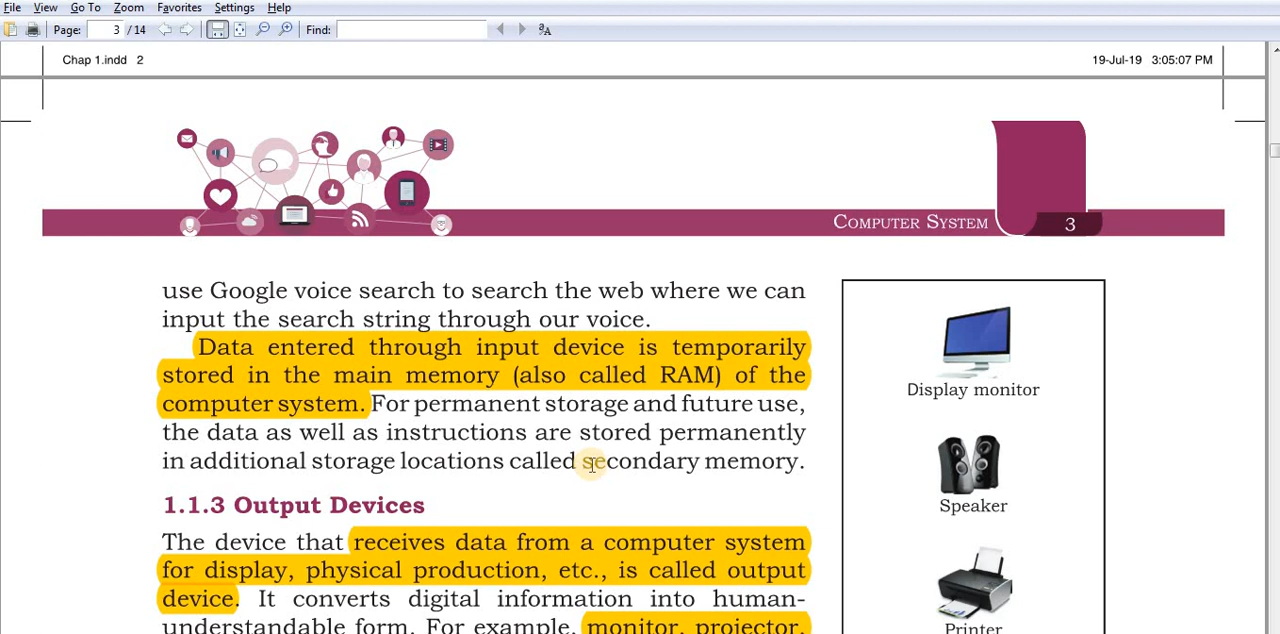 File View Go To Zoom Favorites Settings Help
Page: 3 / 14 Find:
Chap 1.indd 2 19-Jul-19 3:05:07 PM
COMPUTER SYSTEM 3
use Google voice search to search the web where we can
input the search string through our voice.
Data entered through input device is temporarily
stored in the main memory (also called RAM) of the
computer system. For permanent storage and future use,
the data as well as instructions are stored permanently
in additional storage locations called secondary memory.
1.1.3 Output Devices
The device that receives data from a computer system
for display, physical production, etc., is called output
device. It converts digital information into human-
understandable form. For example, monitor, projector,
Display monitor
Speaker
Printer